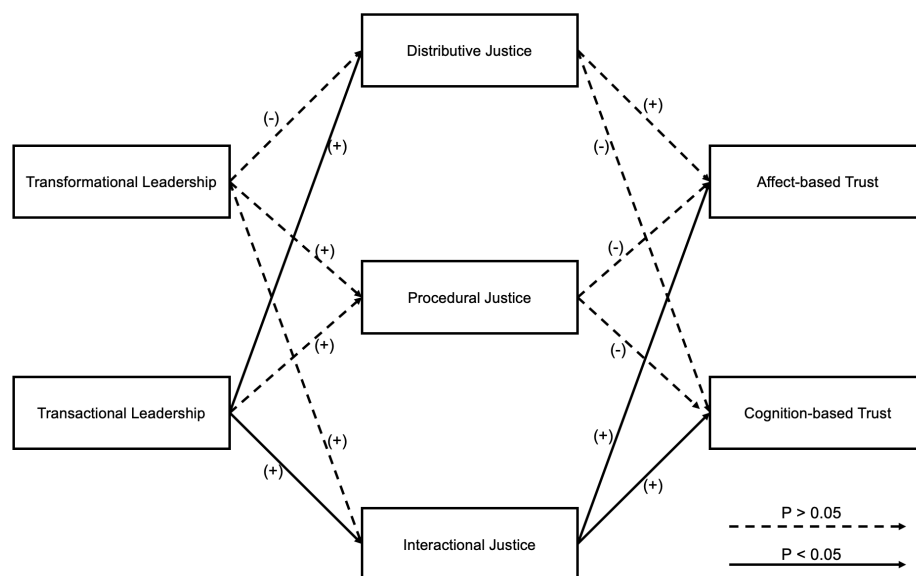 Distributive Justice
(-)
(+)
(+)
(-)
Transformational Leadership
Affect-based Trust
(+)
(-)
Procedural Justice
(+)
(-)
Transactional Leadership
Cognition-based Trust
(+)
(+)
(+)
(+)
P > 0.05
Interactional Justice
P < 0.05